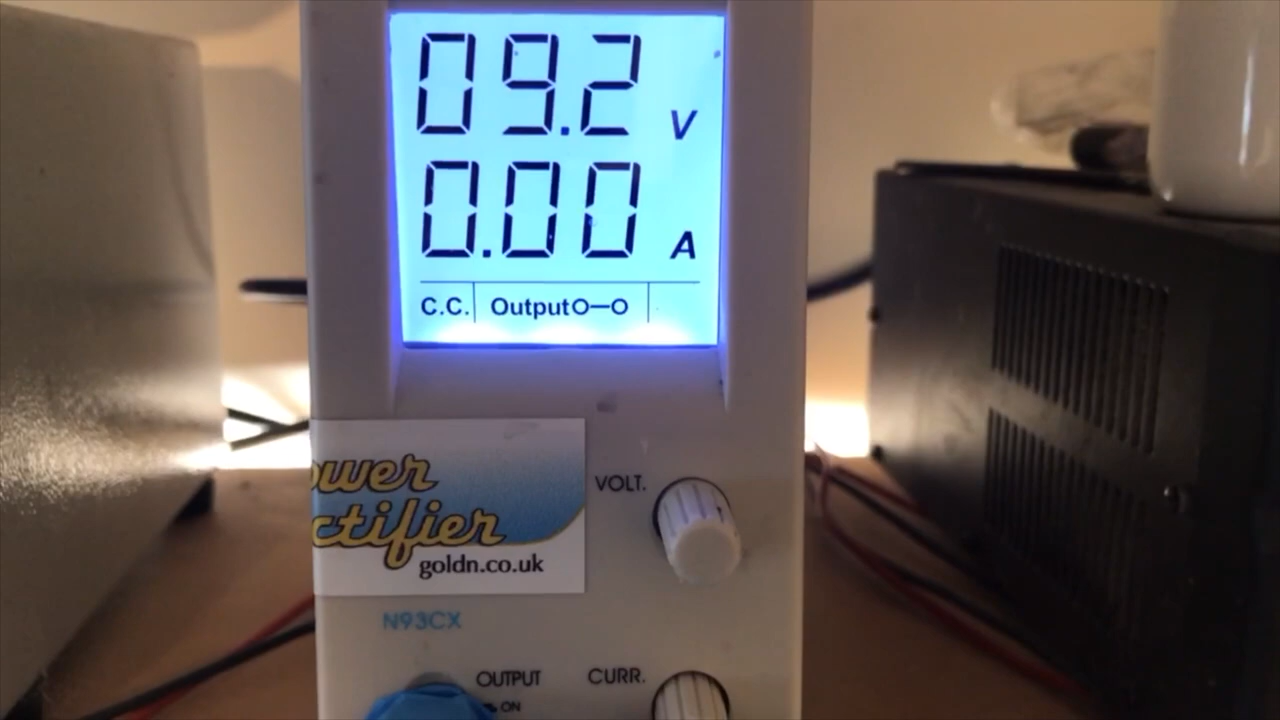 09.2 V
0.00 A
C.C. Output
ower
ctifier
goldn.co.uk
VOLT.
N93CX
OUTPUT
ON
CURR.